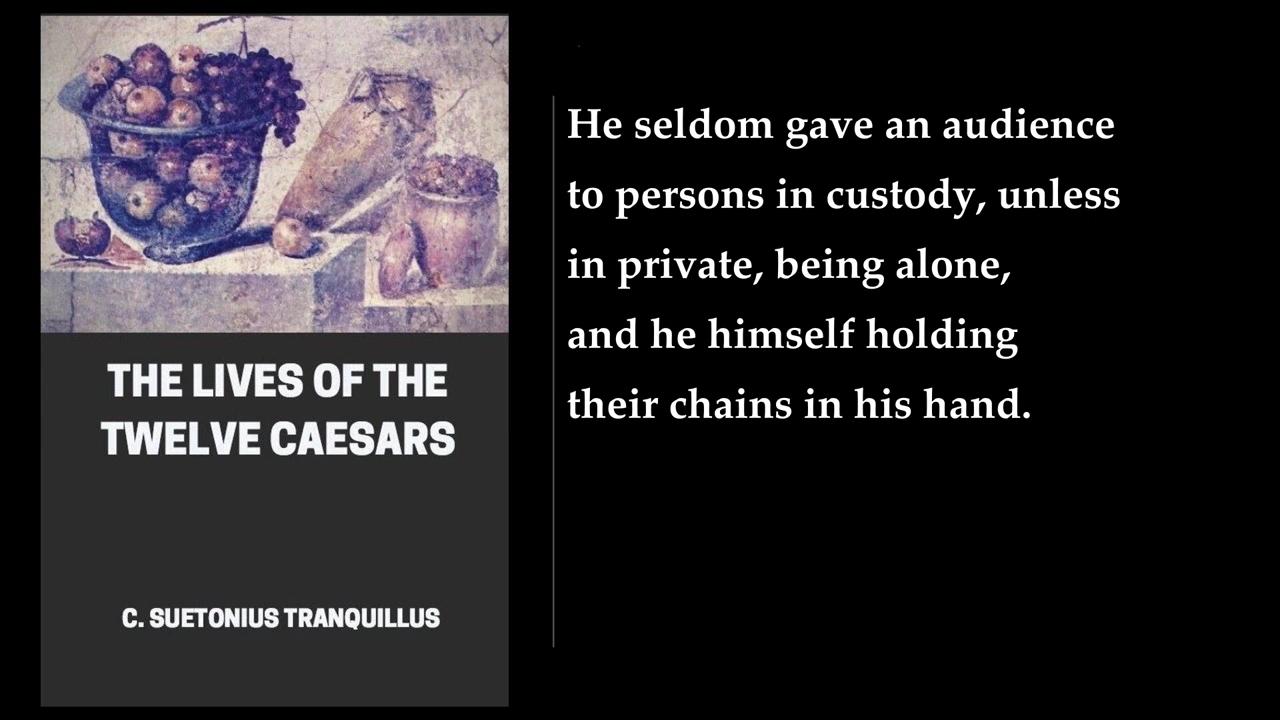 THE LIVES OF THE
TWELVE CAESARS
C. SUETONIUS TRANQUILLUS
He seldom gave an audience
to persons in custody, unless
in private, being alone,
and he himself holding
their chains in his hand.